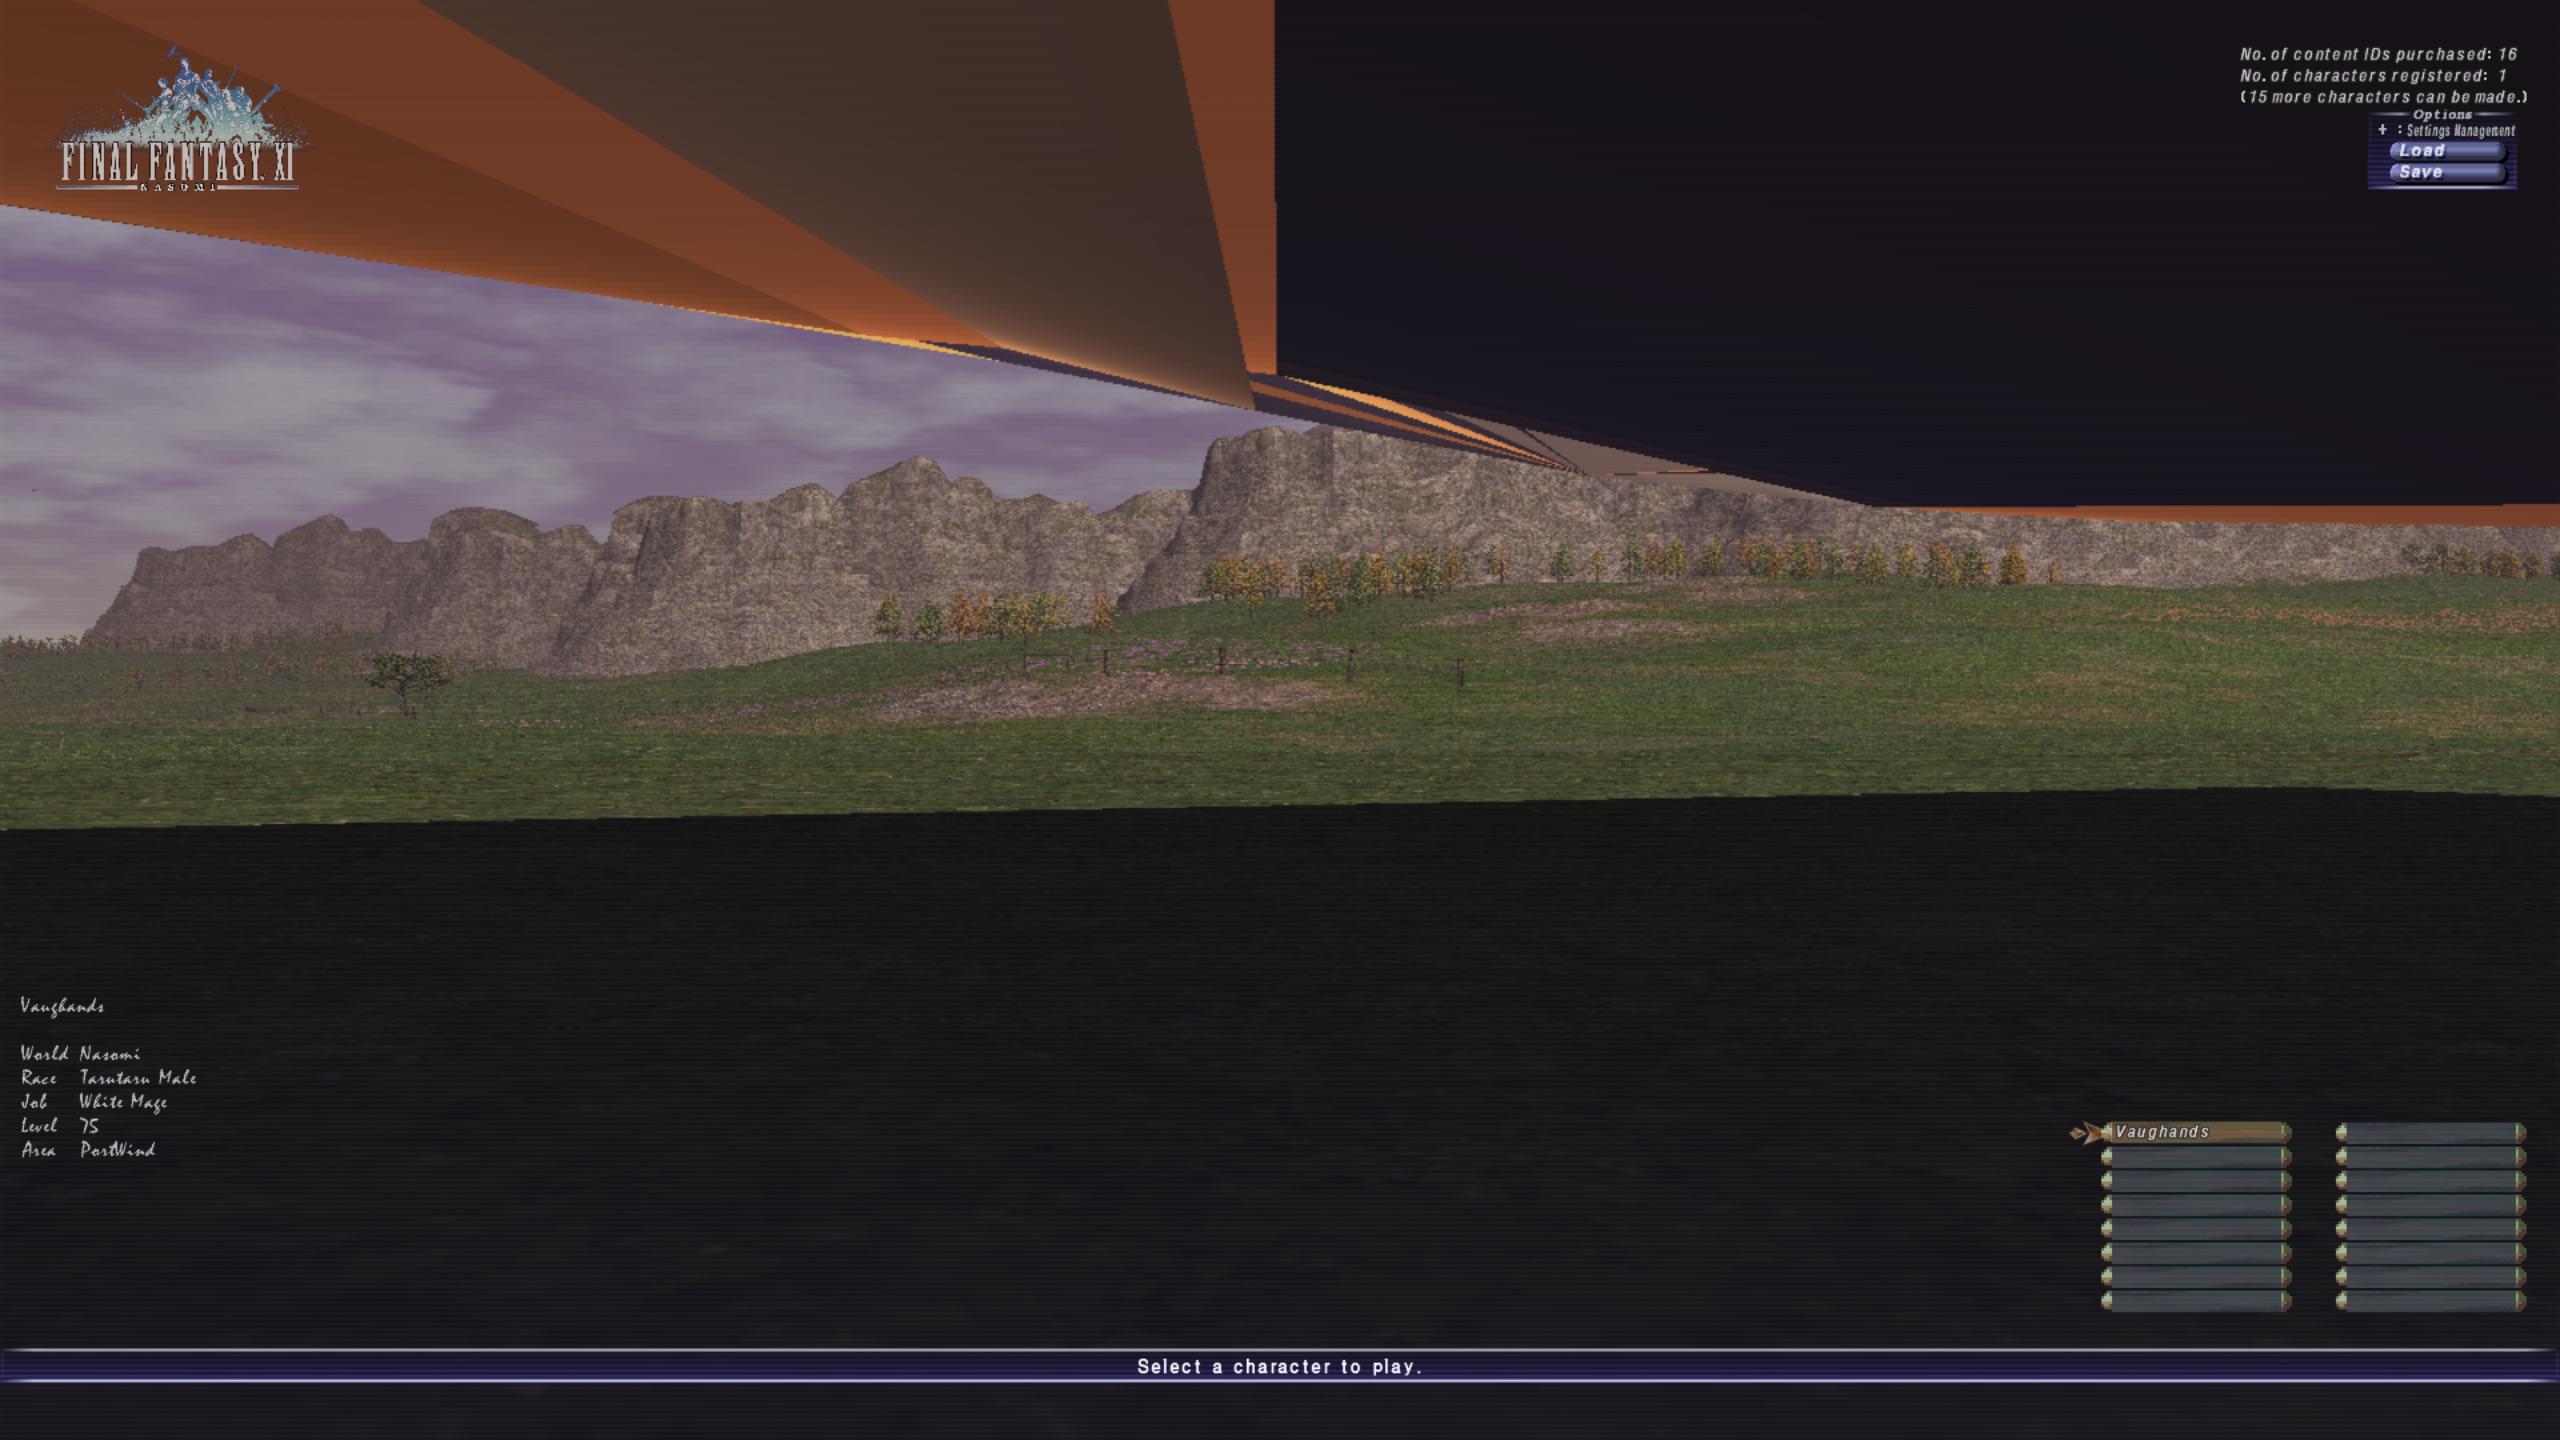 FINAL FANTASY. XI
NASOMI
No. of content IDs purchased: 16
No. of characters registered: 1
(15 more characters can be made.)
Options
+ : Settings Management
Load
Save
Vaughands
World Nasomi
Race Tarutaru Male
Job White Mage
Level 75
Area PortWind
Vaughands
Select a character to play.